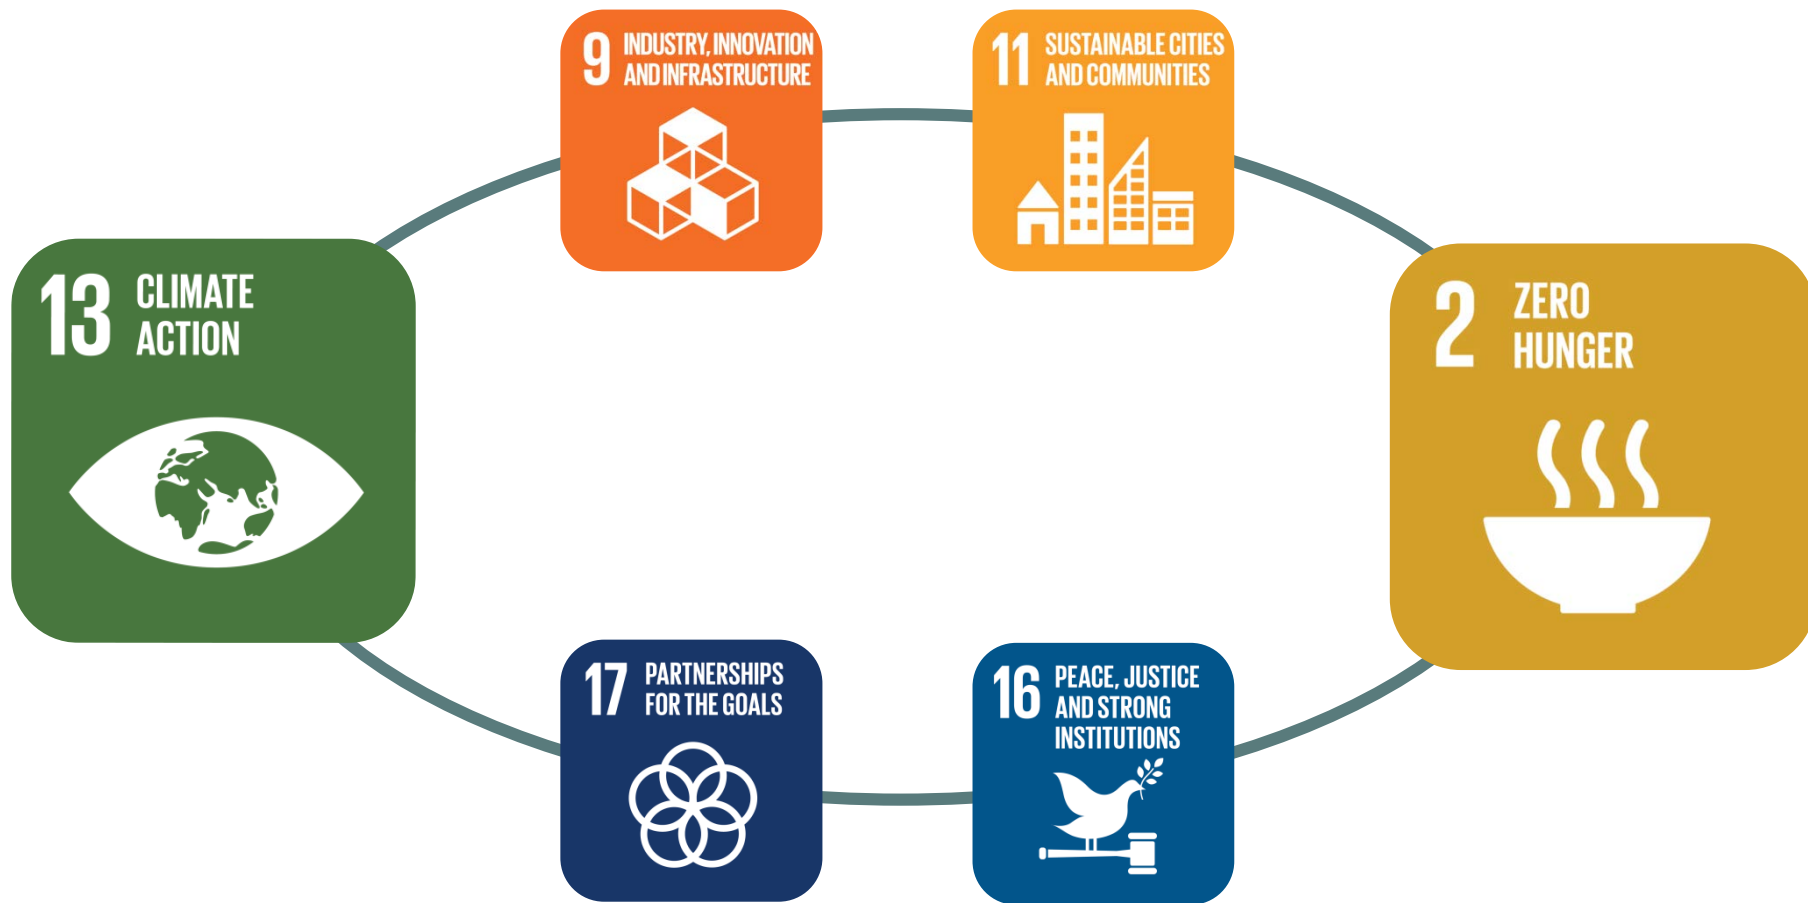 9 INDUSTRY, INNOVATION
AND INFRASTRUCTURE
11 SUSTAINABLE CITIES
AND COMMUNITIES
13 CLIMATE
ACTION
2 ZERO
HUNGER
17 PARTNERSHIPS
FOR THE GOALS
16 PEACE, JUSTICE
AND STRONG
INSTITUTIONS